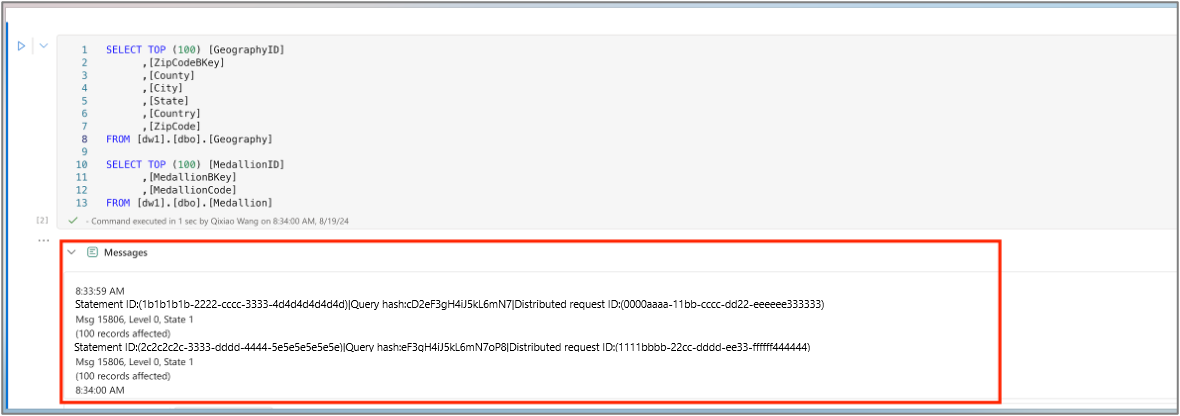 1 SELECT TOP (100) [GeographyID]
2 ,[ZipCodeBKey]
3 ,[County]
4 ,[City]
5 ,[State]
6 ,[Country]
7 ,[ZipCode]
8 FROM [dw1].[dbo].[Geography]
9
10 SELECT TOP (100) [MedallionID]
11 ,[MedallionBKey]
12 ,[MedallionCode]
13 FROM [dw1].[dbo].[Medallion]
[2] - Command executed in 1 sec by Qixiao Wang on 8:34:00 AM, 8/19/24
Messages
8:33:59 AM
Statement ID:(1b1b1b1b-2222-cccc-3333-4d4d4d4d4d4d)|Query hash:cD2eF3gH4iJ5kL6mN7|Distributed request ID:(0000aaaa-11bb-cccc-dd22-eeeeee333333)
Msg 15806, Level 0, State 1
(100 records affected)
Statement ID:(2c2c2c2c-3333-dddd-4444-5e5e5e5e5e5e)|Query hash:eF3gH4iJ5kL6mN7oP8|Distributed request ID:(1111bbbb-22cc-dddd-ee33-ffffff444444)
Msg 15806, Level 0, State 1
(100 records affected)
8:34:00 AM